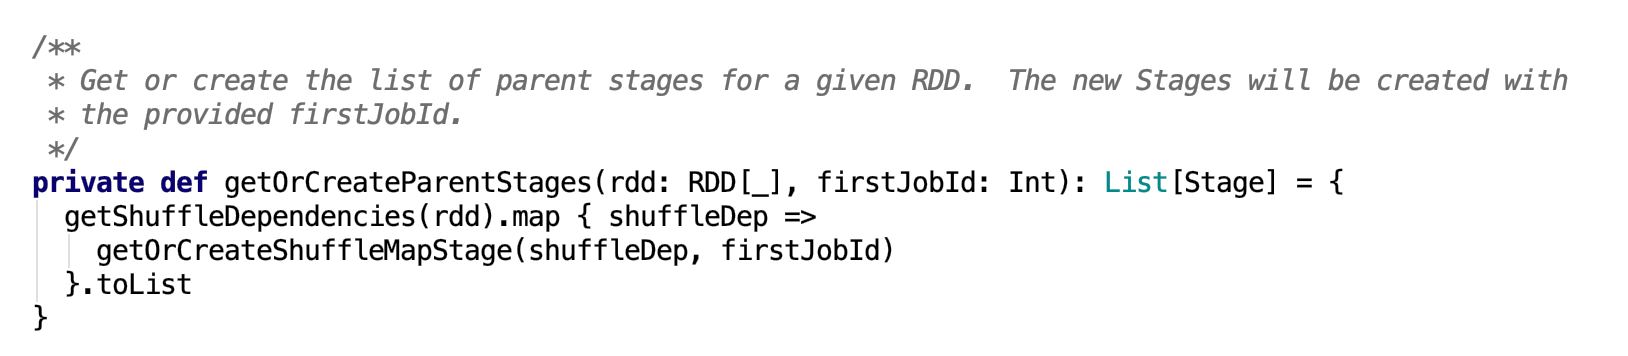 /**
 * Get or create the list of parent stages for a given RDD.  The new Stages will be created with
 * the provided firstJobId.
 */
private def getOrCreateParentStages(rdd: RDD[_], firstJobId: Int): List[Stage] = {
  getShuffleDependencies(rdd).map { shuffleDep =>
    getOrCreateShuffleMapStage(shuffleDep, firstJobId)
  }.toList
}